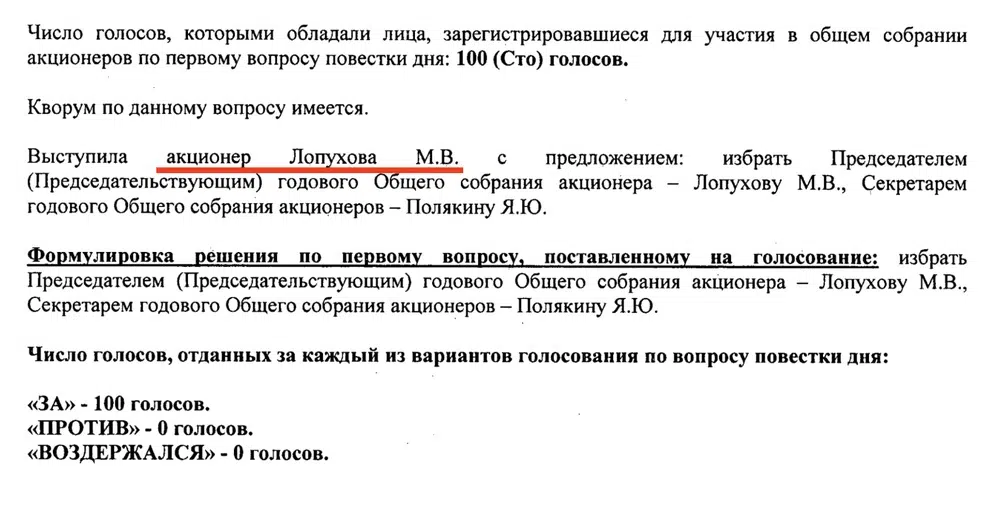 Число голосов, которыми обладали лица, зарегистрировавшиеся для участия в общем собрании
акционеров по первому вопросу повестки дня: 100 (Сто) голосов.
Кворум по данному вопросу имеется.
Выступила акционер Лопухова М.В. с предложением: избрать Председателем
(Председательствующим) годового Общего собрания акционера – Лопухову М.В., Секретарем
годового Общего собрания акционеров – Полякину Я.Ю.
Формулировка решения по первому вопросу, поставленному на голосование: избрать
Председателем (Председательствующим) годового Общего собрания акционера – Лопухову М.В.,
Секретарем годового Общего собрания акционеров – Полякину Я.Ю.
Число голосов, отданных за каждый из вариантов голосования по вопросу повестки дня:
«ЗА» - 100 голосов.
«ПРОТИВ» - 0 голосов.
«ВОЗДЕРЖАЛСЯ» - 0 голосов.